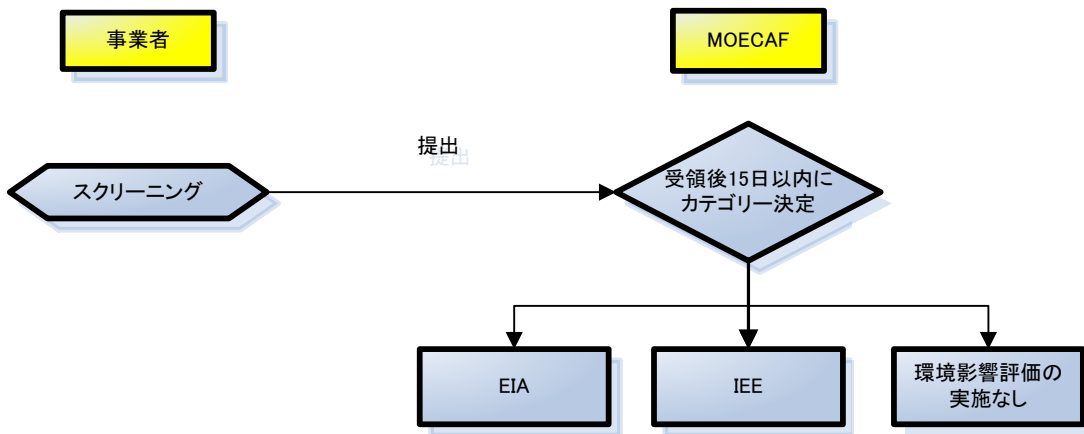 事業者
MOECAF
提出
スクリーニング
受領後15日以内に
カテゴリー決定
EIA
IEE
環境影響評価の
実施なし